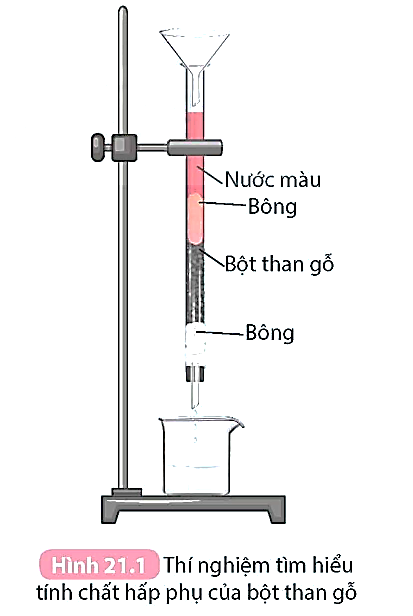 Nước màu
Bông
Bột than gỗ
Bông
Hình 21.1 Thí nghiệm tìm hiểu
tính chất hấp phụ của bột than gỗ